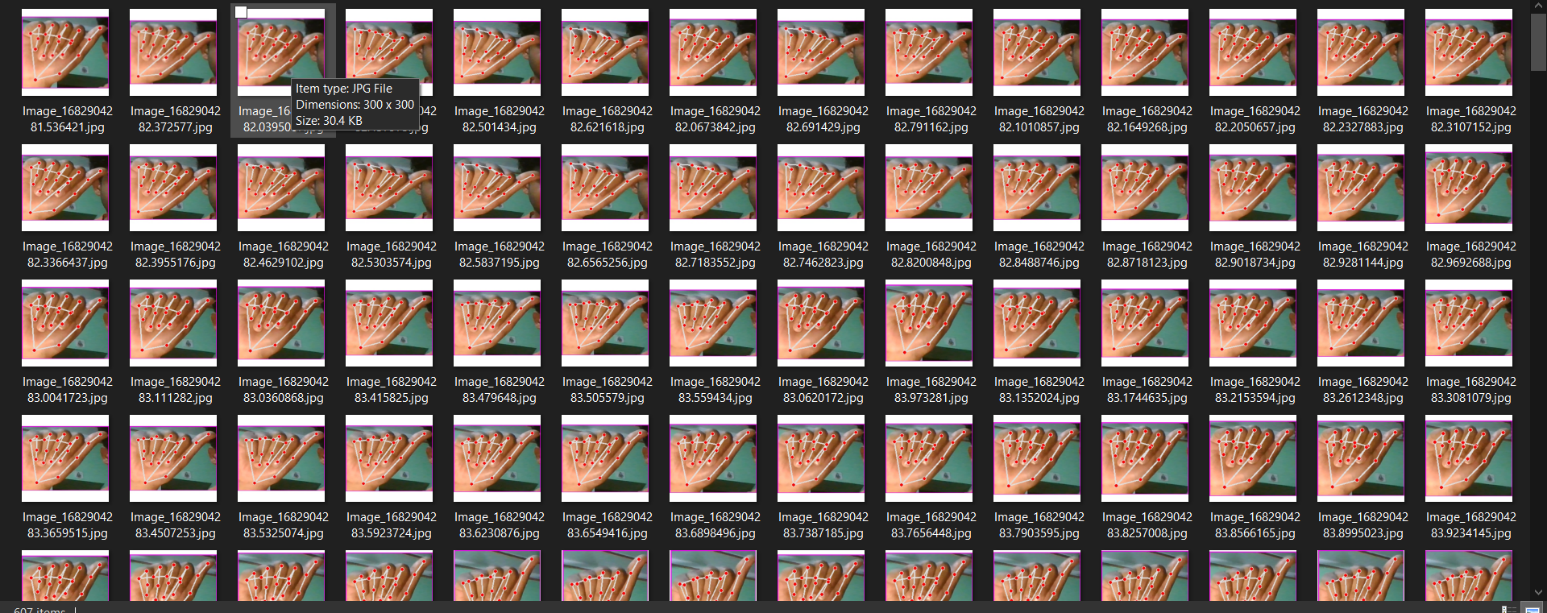 Image_16829042 Image_16829042 Image_16 Image_16829042 Image_16829042 Image_16829042 Image_16829042 Image_16829042 Image_16829042 Image_16829042 Image_16829042 Image_16829042
81.536421.jpg 82.372577.jpg 82.501434.jpg 82.621618.jpg 82.0673842.jpg 82.691429.jpg 82.791162.jpg 82.1010857.jpg 82.1649268.jpg 82.2050657.jpg 82.2327883.jpg 82.3107152.jpg
Item type: JPG File
Dimensions: 300 x 300
Size: 30.4 KB
Image_16829042 Image_16829042 Image_16829042 Image_16829042 Image_16829042 Image_16829042 Image_16829042 Image_16829042 Image_16829042 Image_16829042 Image_16829042 Image_16829042 Image_16829042 Image_16829042
82.3366437.jpg 82.3955176.jpg 82.4629102.jpg 82.5303574.jpg 82.5837195.jpg 82.6565256.jpg 82.7183552.jpg 82.7462823.jpg 82.8200848.jpg 82.8488746.jpg 82.8718123.jpg 82.9018734.jpg 82.9281144.jpg 82.9692688.jpg
Image_16829042 Image_16829042 Image_16829042 Image_16829042 Image_16829042 Image_16829042 Image_16829042 Image_16829042 Image_16829042 Image_16829042 Image_16829042 Image_16829042 Image_16829042 Image_16829042
83.0041723.jpg 83.111282.jpg 83.0360868.jpg 83.415825.jpg 83.479648.jpg 83.505579.jpg 83.559434.jpg 83.0620172.jpg 83.973281.jpg 83.1352024.jpg 83.1744635.jpg 83.2153594.jpg 83.2612348.jpg 83.3081079.jpg
Image_16829042 Image_16829042 Image_16829042 Image_16829042 Image_16829042 Image_16829042 Image_16829042 Image_16829042 Image_16829042 Image_16829042 Image_16829042 Image_16829042 Image_16829042 Image_16829042
83.3659515.jpg 83.4507253.jpg 83.5325074.jpg 83.5923724.jpg 83.6230876.jpg 83.6549416.jpg 83.6898496.jpg 83.7387185.jpg 83.7656448.jpg 83.7903595.jpg 83.8257008.jpg 83.8566165.jpg 83.8995023.jpg 83.9234145.jpg
607 items